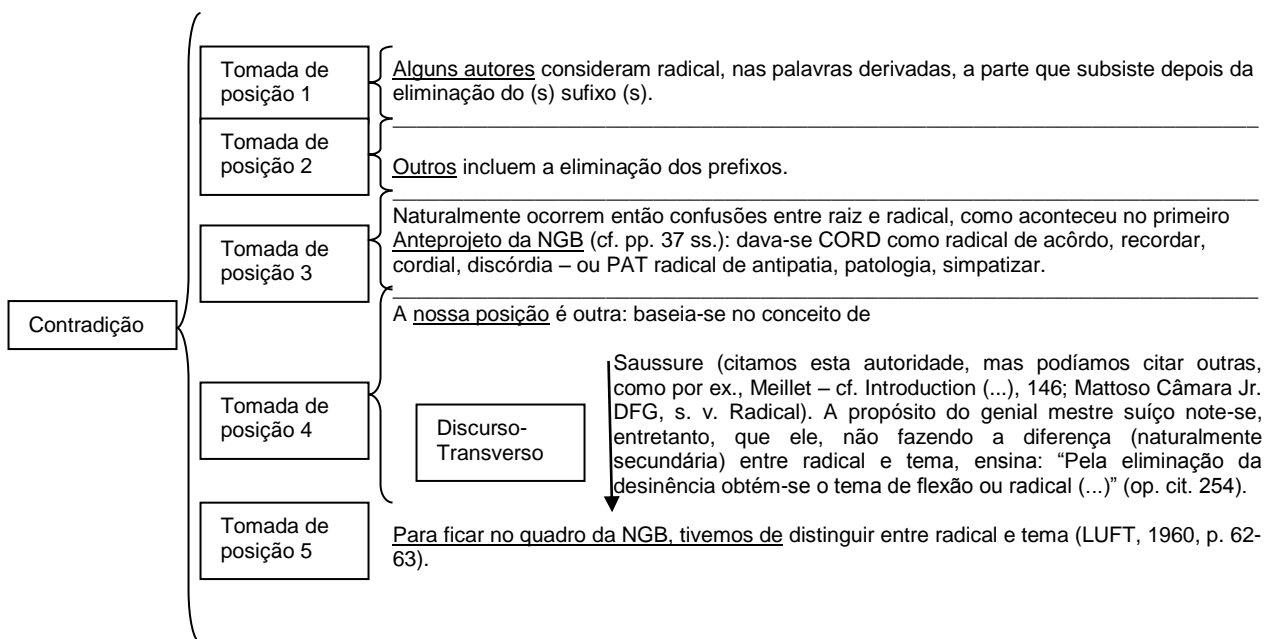 Tomada de
posição 1
Alguns autores consideram radical, nas palavras derivadas, a parte que subsiste depois da
eliminação do (s) sufixo (s).
Tomada de
posição 2
Outros incluem a eliminação dos prefixos.
Tomada de
posição 3
Naturalmente ocorrem então confusões entre raiz e radical, como aconteceu no primeiro
Anteprojeto da NGB (cf. pp. 37 ss.): dava-se CORD como radical de acôrdo, recordar,
cordial, discórdia – ou PAT radical de antipatia, patologia, simpatizar.
Contradição
A nossa posição é outra: baseia-se no conceito de
Tomada de
posição 4
Discurso-
Transverso
Saussure (citamos esta autoridade, mas podíamos citar outras,
como por ex., Meillet – cf. Introduction (...), 146; Mattoso Câmara Jr.
DFG, s. v. Radical). A propósito do genial mestre suíço note-se,
entretanto, que ele, não fazendo a diferença (naturalmente
secundária) entre radical e tema, ensina: “Pela eliminação da
desinência obtém-se o tema de flexão ou radical (...)” (op. cit. 254).
Tomada de
posição 5
Para ficar no quadro da NGB, tivemos de distinguir entre radical e tema (LUFT, 1960, p. 62-
63).